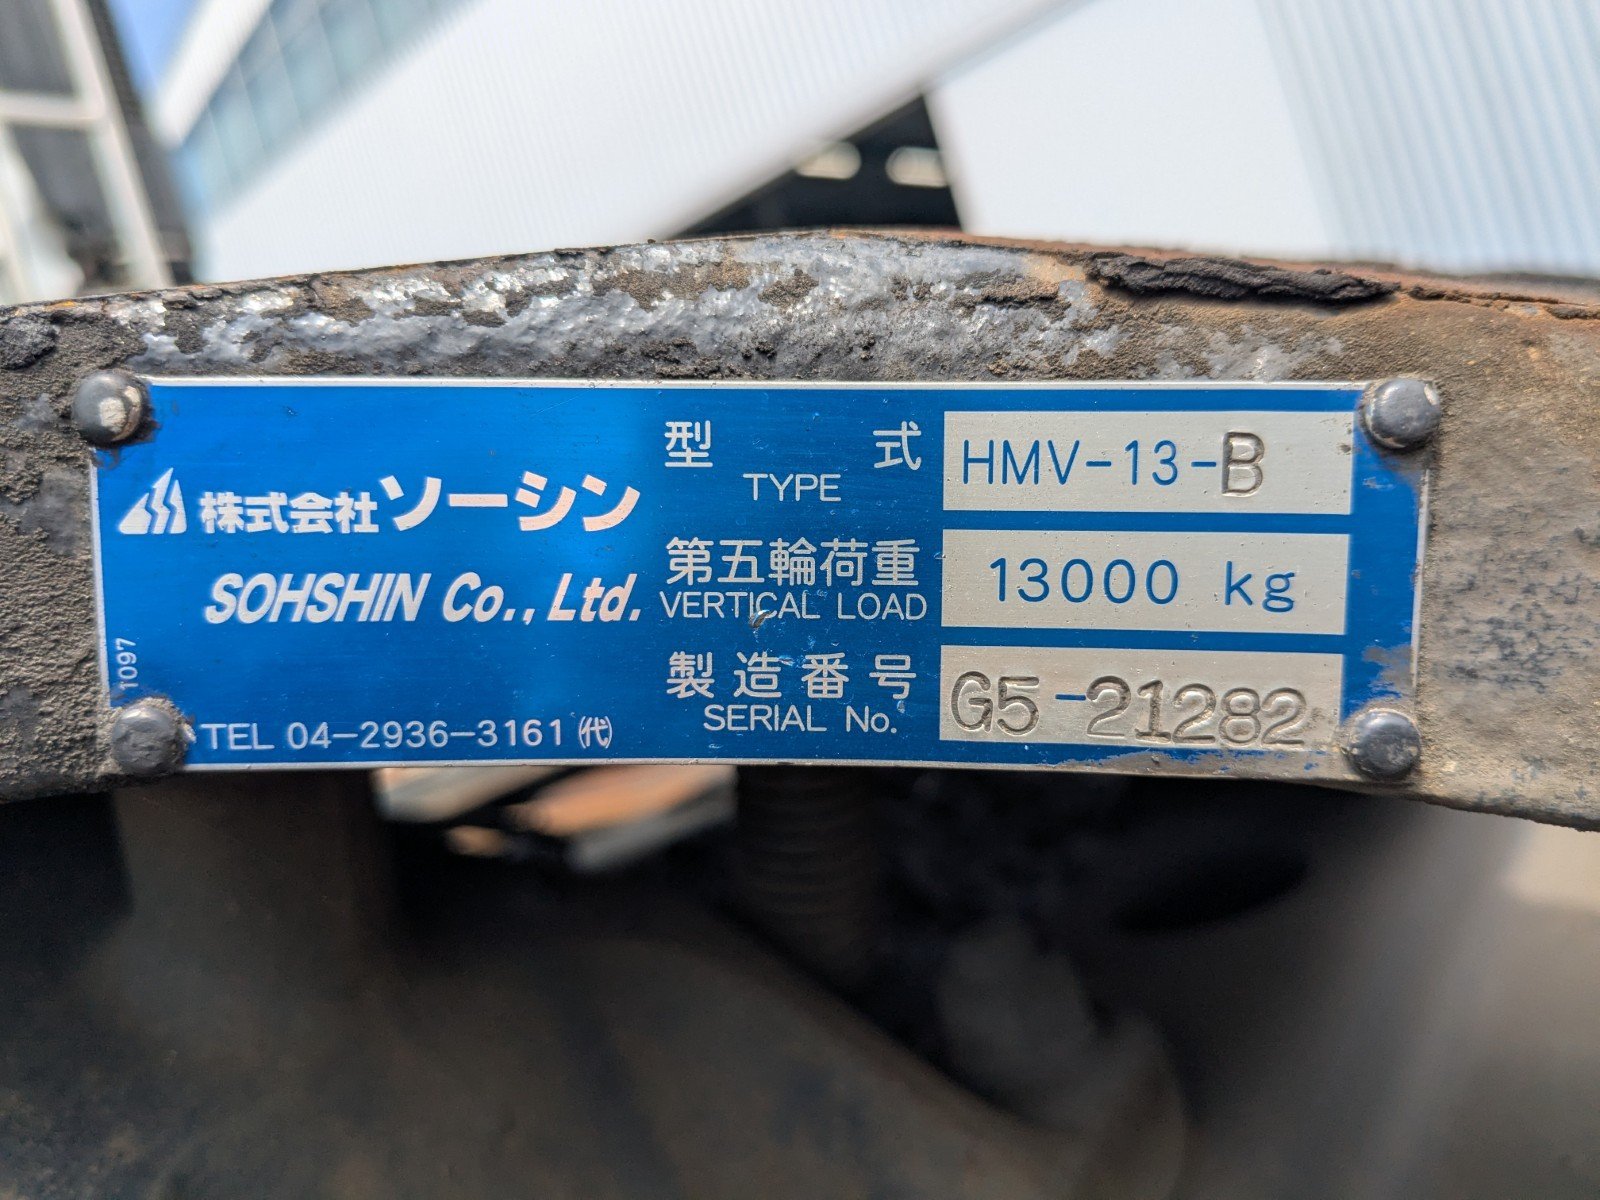 株式会社ソーシン
SOHSHIN Co., Ltd.
1097
TEL 04-2936-3161 (代)
型式 HMV-13-B
TYPE
第五輪荷重 13000 kg
VERTICAL LOAD
製造番号 G5-21282
SERIAL No.